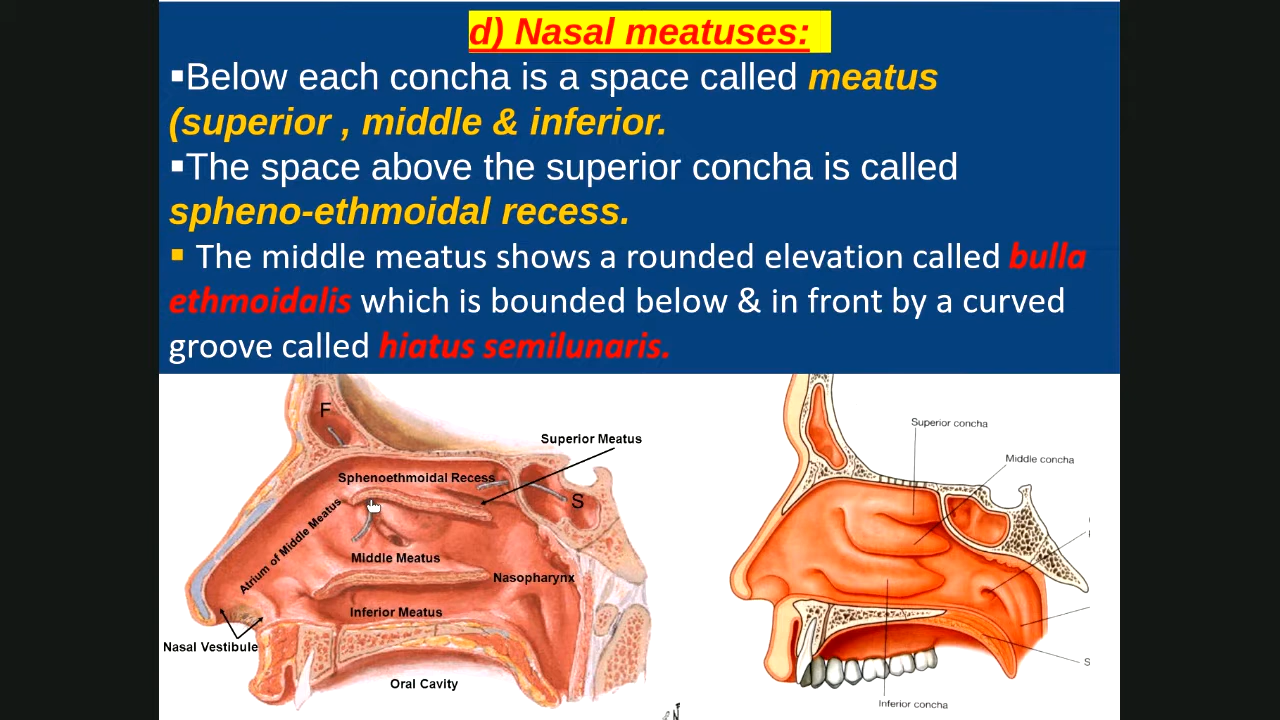 d) Nasal meatuses:
▪Below each concha is a space called meatus
(superior , middle & inferior.
▪The space above the superior concha is called
spheno-ethmoidal recess.
▪ The middle meatus shows a rounded elevation called bulla
ethmoidalis which is bounded below & in front by a curved
groove called hiatus semilunaris.
F
Superior Meatus
Sphenoethmoidal Recess
S
Atrium of Middle Meatus
Middle Meatus
Nasopharynx
Inferior Meatus
Nasal Vestibule
Oral Cavity
Superior concha
Middle concha
S
Inferior concha